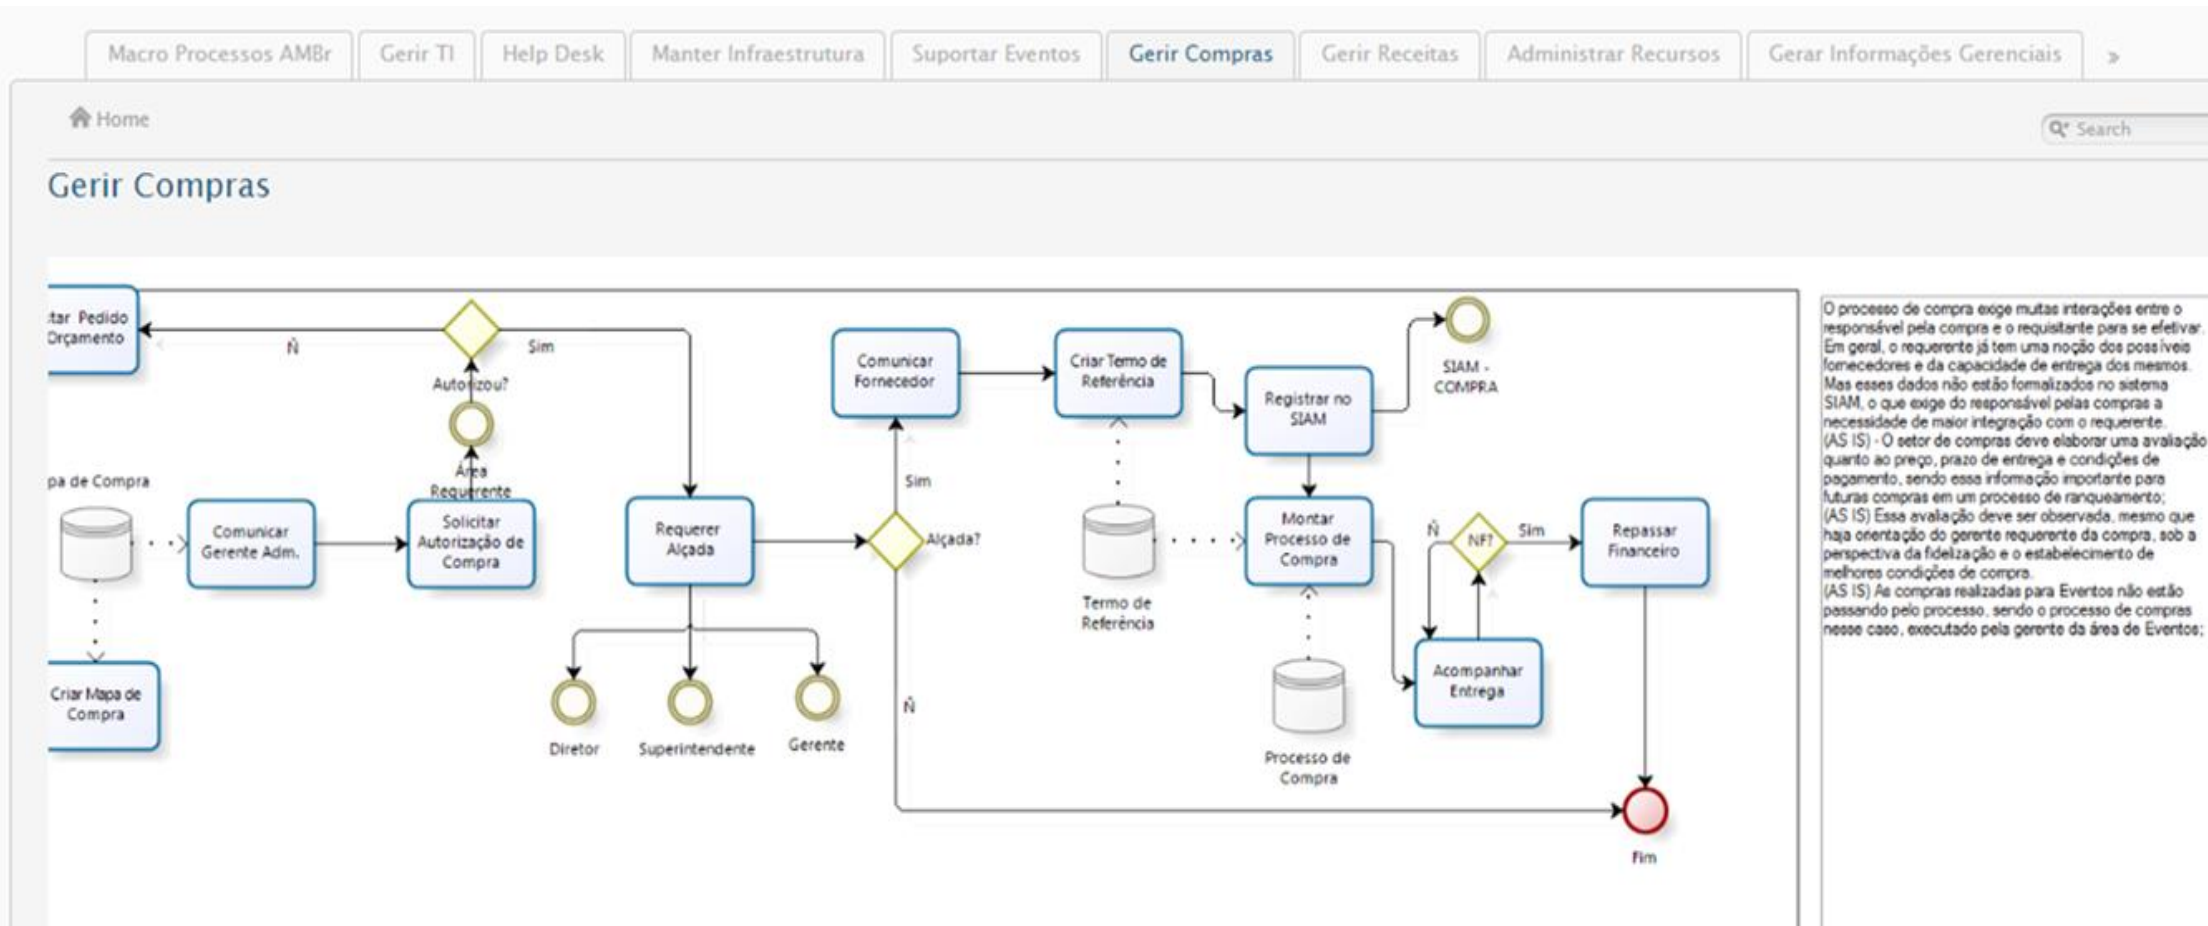 Macro Processos AMBr
Gerir TI
Help Desk
Manter Infraestrutura
Suportar Eventos
Gerir Compras
Gerir Receitas
Administrar Recursos
Gerar Informações Gerenciais
»
Home
Search
Gerir Compras
tar Pedido
Orçamento
Ñ
Sim
Autorizou?
Área
Requerente
pa de Compra
Comunicar
Gerente Adm.
Solicitar
Autorização de
Compra
Criar Mapa de
Compra
Requerer
Alçada
Diretor
Superintendente
Gerente
Alçada?
Sim
Ñ
Comunicar
Fornecedor
Criar Termo de
Referência
Registrar no
SIAM
SIAM -
COMPRA
Termo de
Referência
Montar
Processo de
Compra
Processo de
Compra
Ñ
NF?
Sim
Acompanhar
Entrega
Repassar
Financeiro
Fim
O processo de compra exige muitas interações entre o
responsável pela compra e o requisitante para se efetivar.
Em geral, o requerente já tem uma noção dos possíveis
fornecedores e da capacidade de entrega dos mesmos.
Mas esses dados não estão formalizados no sistema
SIAM, o que exige do responsável pelas compras a
necessidade de maior integração com o requerente.
(AS IS) - O setor de compras deve elaborar uma avaliação
quanto ao preço, prazo de entrega e condições de
pagamento, sendo essa informação importante para
futuras compras em um processo de ranqueamento;
(AS IS) Essa avaliação deve ser observada, mesmo que
haja orientação do gerente requerente da compra, sob a
perspectiva da fidelização e o estabelecimento de
melhores condições de compra.
(AS IS) As compras realizadas para Eventos não estão
passando pelo processo, sendo o processo de compras
nesse caso, executado pela gerente da área de Eventos;